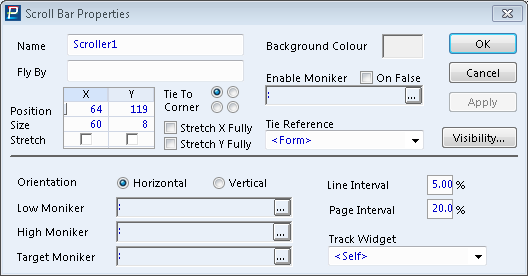 Scroll Bar Properties
Name Scroller1 Background Colour OK
Fly By
Enable Moniker On False Cancel
X Y Tie To Corner : ...
Position 64 119 Apply
Size 60 8 Stretch X Fully Tie Reference
Stretch Stretch Y Fully <Form> Visibility...
Orientation Horizontal Vertical Line Interval 5.00 %
Low Moniker : ... Page Interval 20.0 %
High Moniker : ... Track Widget
Target Moniker : ... <Self>